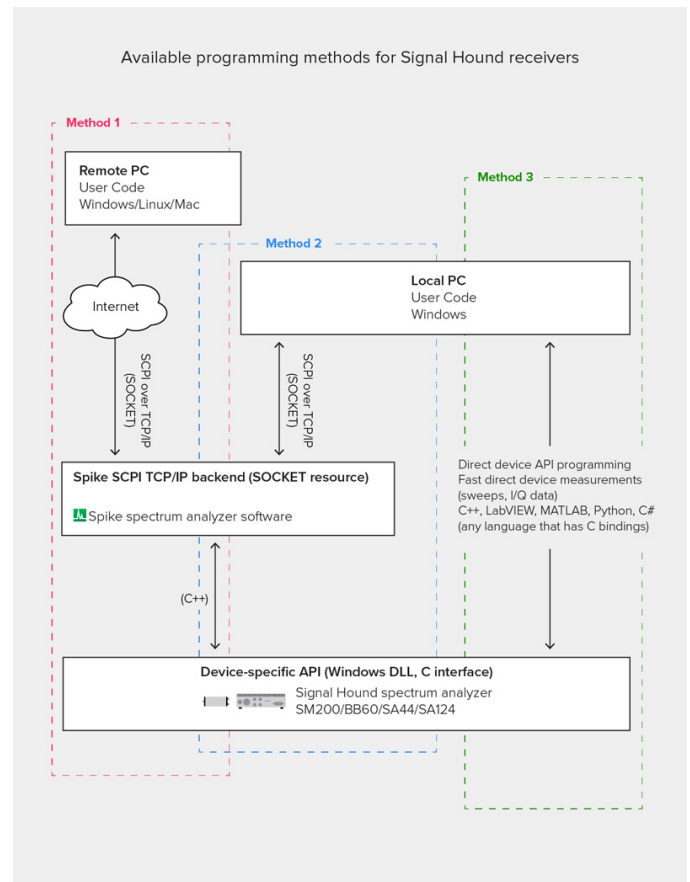 Available programming methods for Signal Hound receivers
Method 1
Remote PC
User Code
Windows/Linux/Mac
Method 3
Method 2
Local PC
User Code
Windows
Internet
SCPI over TCP/IP
(SOCKET)
SCPI over TCP/IP
(SOCKET)
Spike SCPI TCP/IP backend (SOCKET resource)
Spike spectrum analyzer software
Direct device API programming
Fast direct device measurements
(sweeps, I/Q data)
C++, LabVIEW, MATLAB, Python, C#
(any language that has C bindings)
(C++)
Device-specific API (Windows DLL, C interface)
Signal Hound spectrum analyzer
SM200/BB60/SA44/SA124